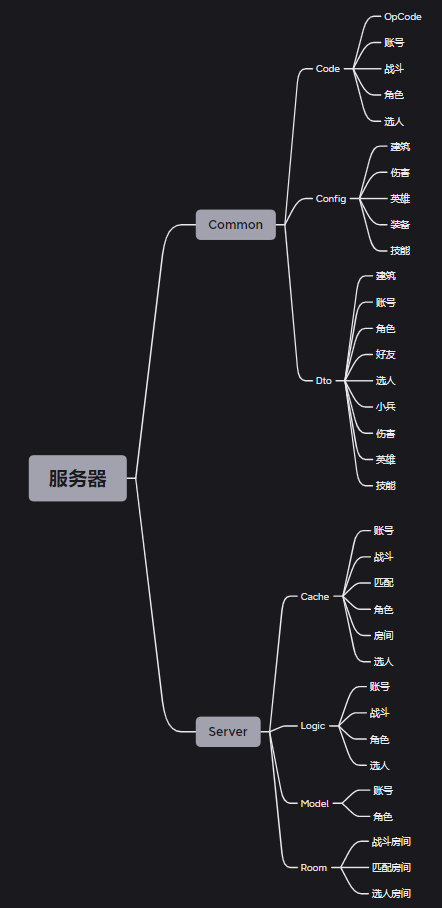 服务器
Common
Code
OpCode
账号
战斗
角色
选人
Config
建筑
伤害
英雄
装备
技能
Dto
建筑
账号
角色
好友
选人
小兵
伤害
英雄
技能
Server
Cache
账号
战斗
匹配
角色
房间
选人
Logic
账号
战斗
角色
选人
Model
账号
角色
Room
战斗房间
匹配房间
选人房间